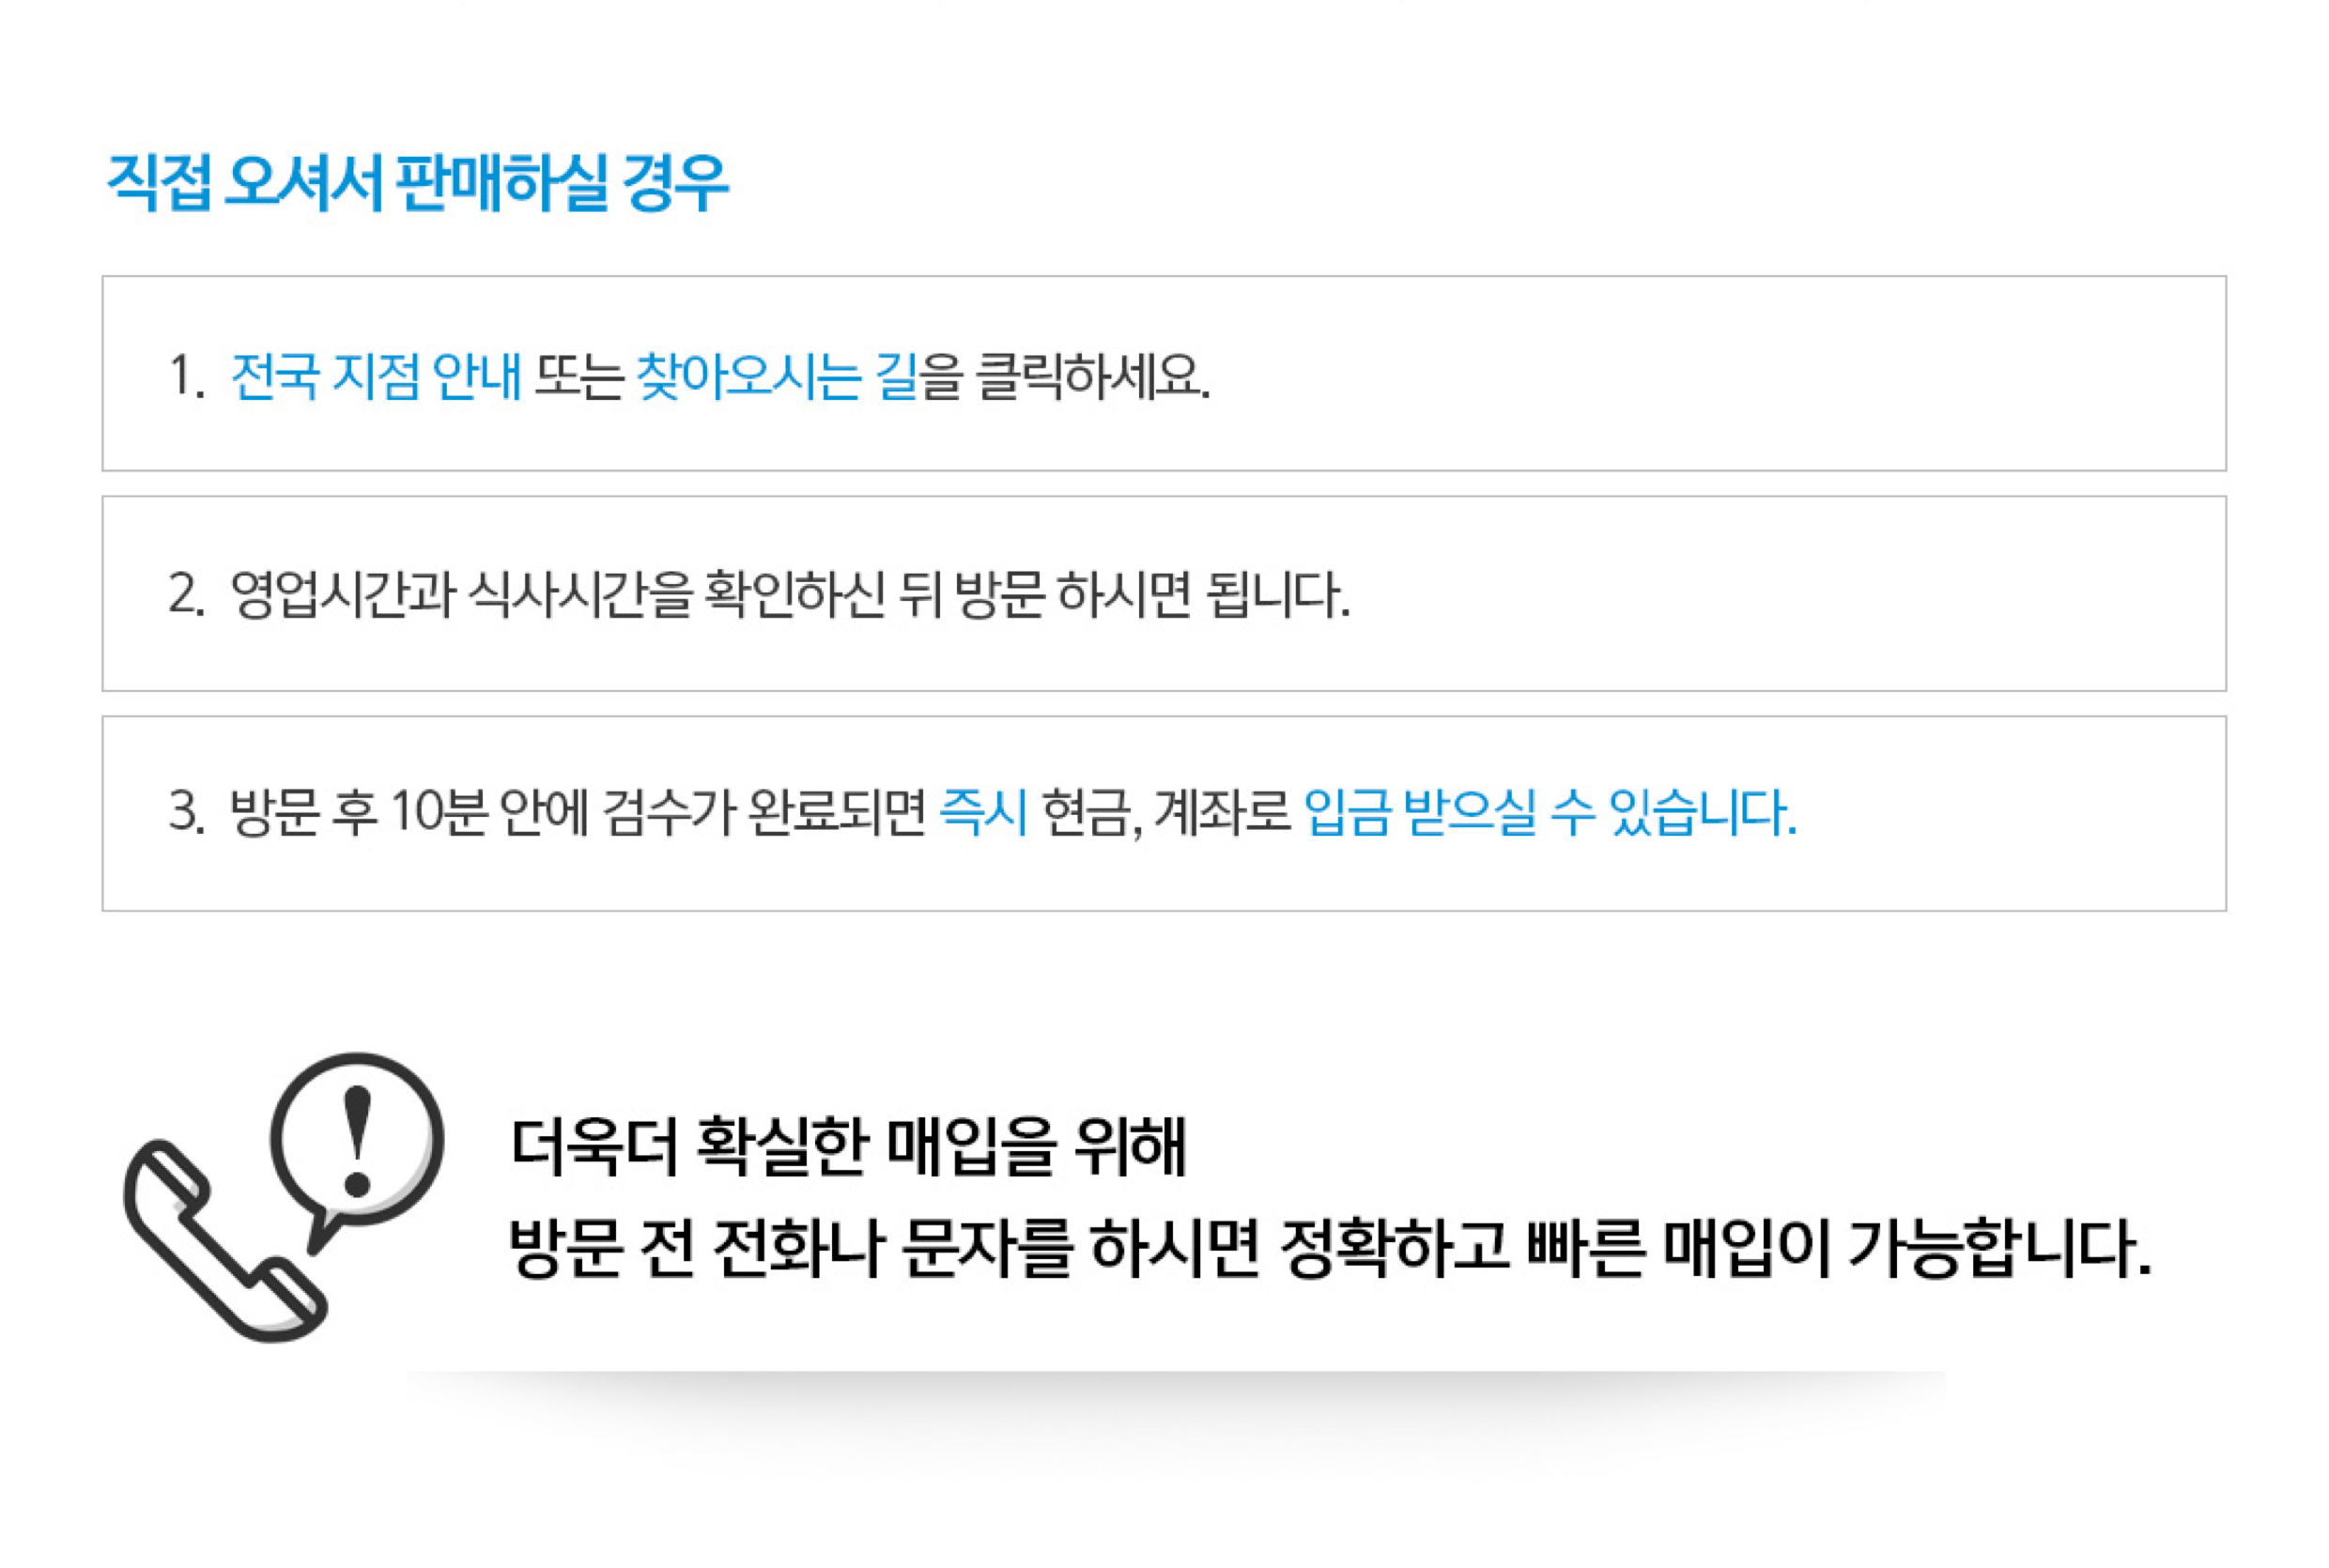 직접 오셔서 판매하실 경우
1. 전국 지점 안내 또는 찾아오시는 길을 클릭하세요.
2. 영업시간과 식사시간을 확인하신 뒤 방문 하시면 됩니다.
3. 방문 후 10분 안에 검수가 완료되면 즉시 현금, 계좌로 입금 받으실 수 있습니다.
더욱더 확실한 매입을 위해
방문 전 전화나 문자를 하시면 정확하고 빠른 매입이 가능합니다.